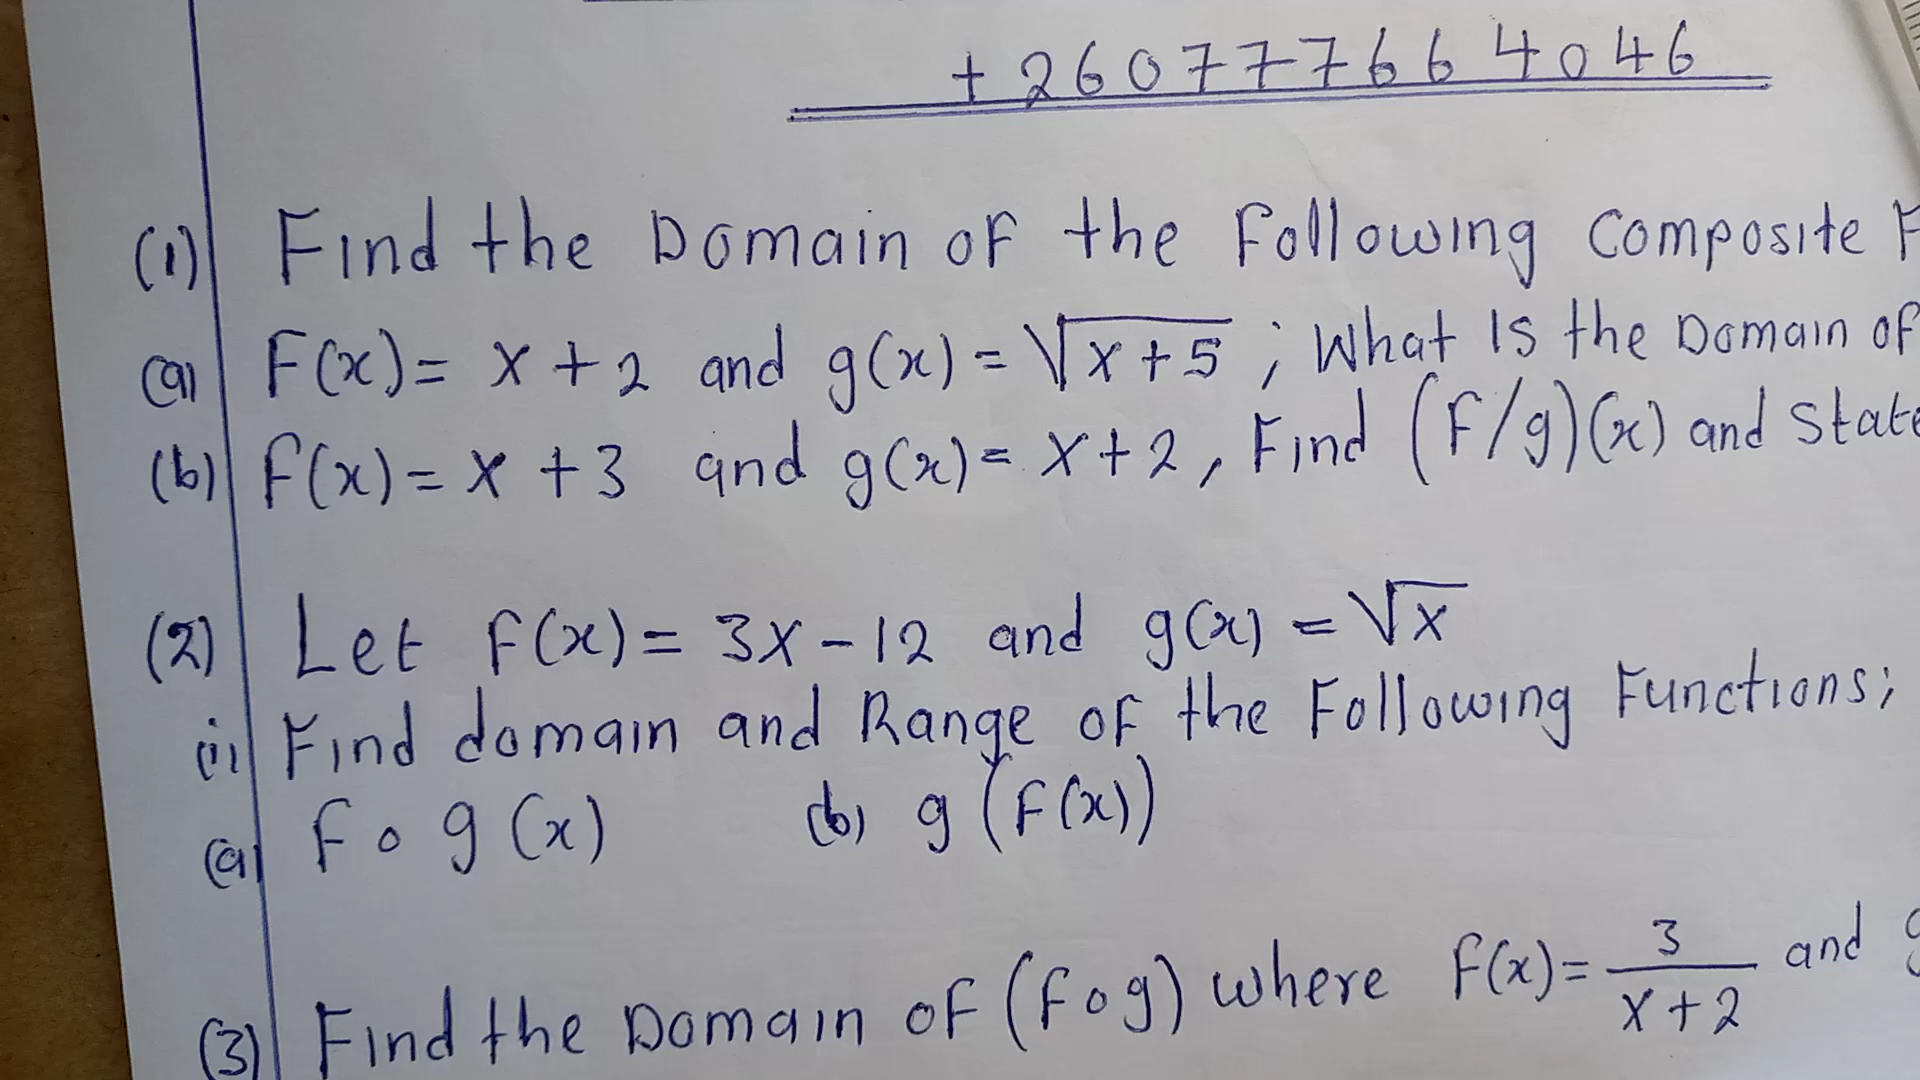 +260777664046
(1) Find the Domain of the Following Composite
(a) F(x) = x + 2 and g(x) = √(x + 5) ; What Is the Domain of
(b) F(x) = x + 3 and g(x) = x + 2, Find (F/g)(x) and State
(2) Let F(x) = 3x - 12 and g(x) = √x
(i) Find domain and Range of the Following Functions;
(a) F o g (x) (b) g (F(x))
(3) Find the Domain of (Fog) where F(x) = 3/(x + 2) and g